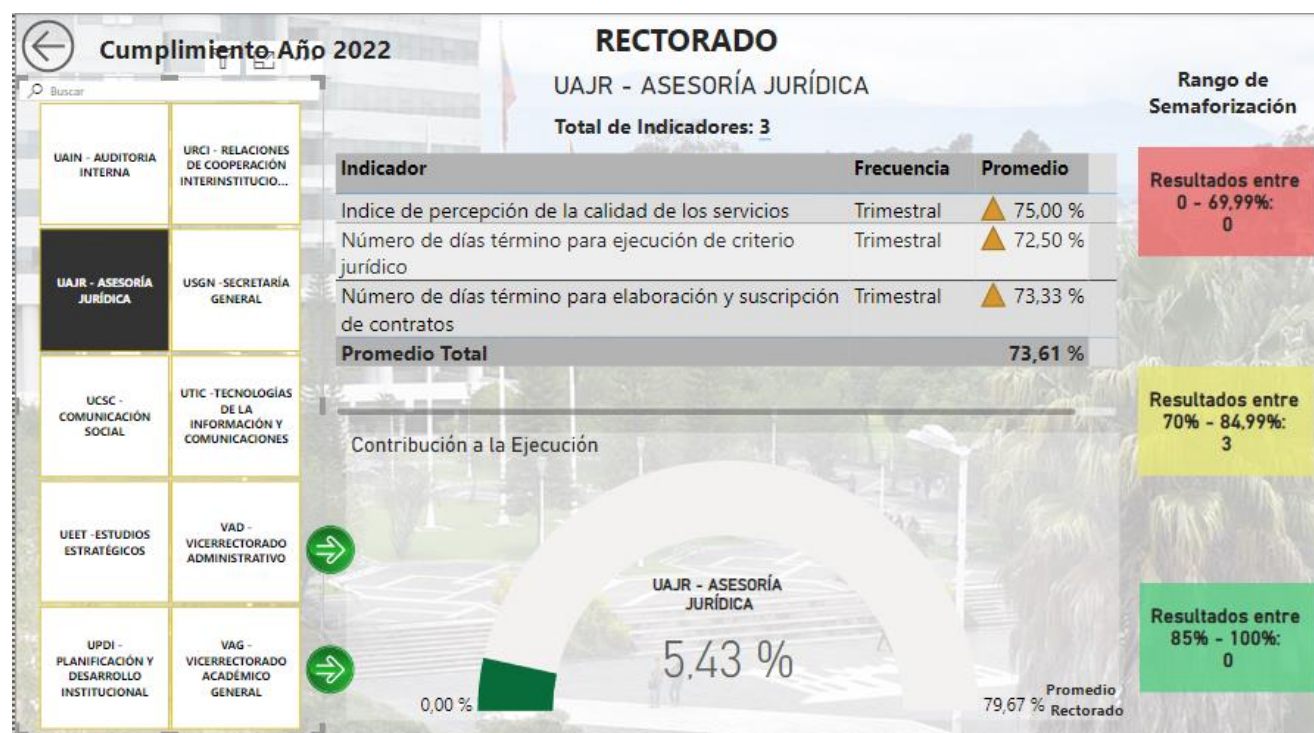 Cumplimiento Año 2022
RECTORADO
UAJR - ASESORÍA JURÍDICA
Total de Indicadores: 3
Buscar
UAIN - AUDITORIA
INTERNA
URCI - RELACIONES
DE COOPERACIÓN
INTERINSTITUCIO...
UAJR - ASESORÍA
JURÍDICA
USGN -SECRETARÍA
GENERAL
UCSC -
COMUNICACIÓN
SOCIAL
UTIC -TECNOLOGÍAS
DE LA
INFORMACIÓN Y
COMUNICACIONES
UEET -ESTUDIOS
ESTRATÉGICOS
VAD -
VICERRECTORADO
ADMINISTRATIVO
UPDI -
PLANIFICACIÓN Y
DESARROLLO
INSTITUCIONAL
VAG -
VICERRECTORADO
ACADÉMICO
GENERAL
Indicador Frecuencia Promedio
Indice de percepción de la calidad de los servicios Trimestral 75,00 %
Número de días término para ejecución de criterio Trimestral 72,50 %
jurídico
Número de días término para elaboración y suscripción Trimestral 73,33 %
de contratos
Promedio Total 73,61 %
Contribución a la Ejecución
UAJR - ASESORÍA
JURÍDICA
5,43 %
0,00 %
79,67 %
Promedio
Rectorado
Rango de
Semaforización
Resultados entre
0 - 69,99%:
0
Resultados entre
70% - 84,99%:
3
Resultados entre
85% - 100%:
0